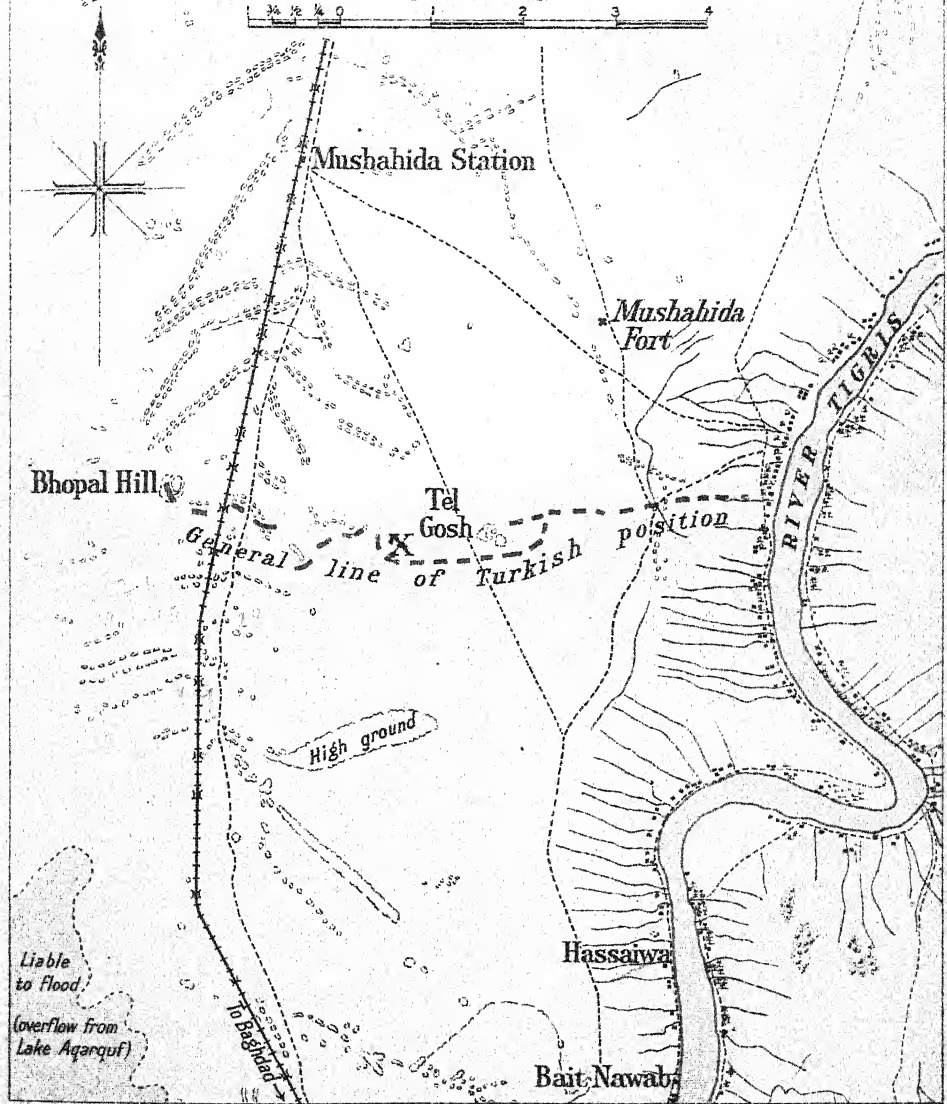 1 ¾ ½ ¼ 0 1 2 3 4
Mushahida Station
Mushahida
Fort
RIVER TIGRIS
Bhopal Hill
Tel
Gosh
X
General line of Turkish position
High ground
Hassaiwa
Liable
to flood
(overflow from
Lake Aqarquf)
To Baghdad
Bait Nawab